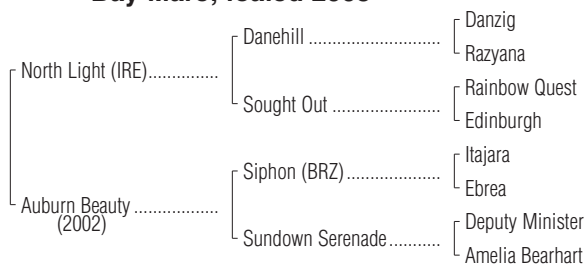 Bay Mare, foaled
Danzig
Danehill
Razyana
North Light (IRE)
Rainbow Quest
Sought Out
Edinburgh
Itajara
Siphon (BRZ)
Ebrea
Auburn Beauty
(2002)
Deputy Minister
Sundown Serenade
Amelia Bearhart